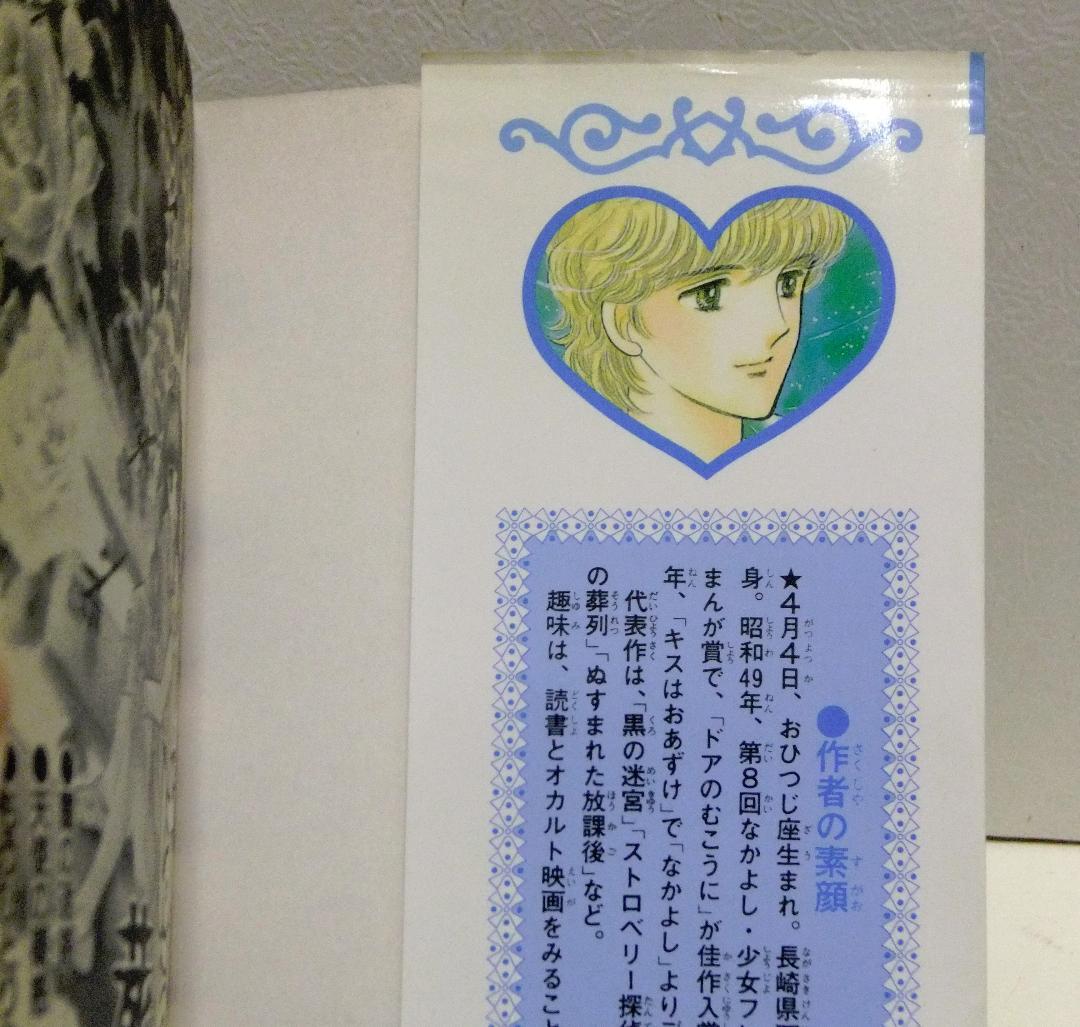 ●作者の素顔
★4月4日、おひつじ座生まれ。長崎県
身。昭和49年、第8回なかよし・少女フ
まんが賞で、「ドアのむこうに」が佳作入賞
年、「キスはおあずけ」で「なかよし」より
代表作は、「黒の迷宮」「ストロベリー探偵
の葬列」「ぬすまれた放課後」など。
趣味は、読書とオカルト映画をみること